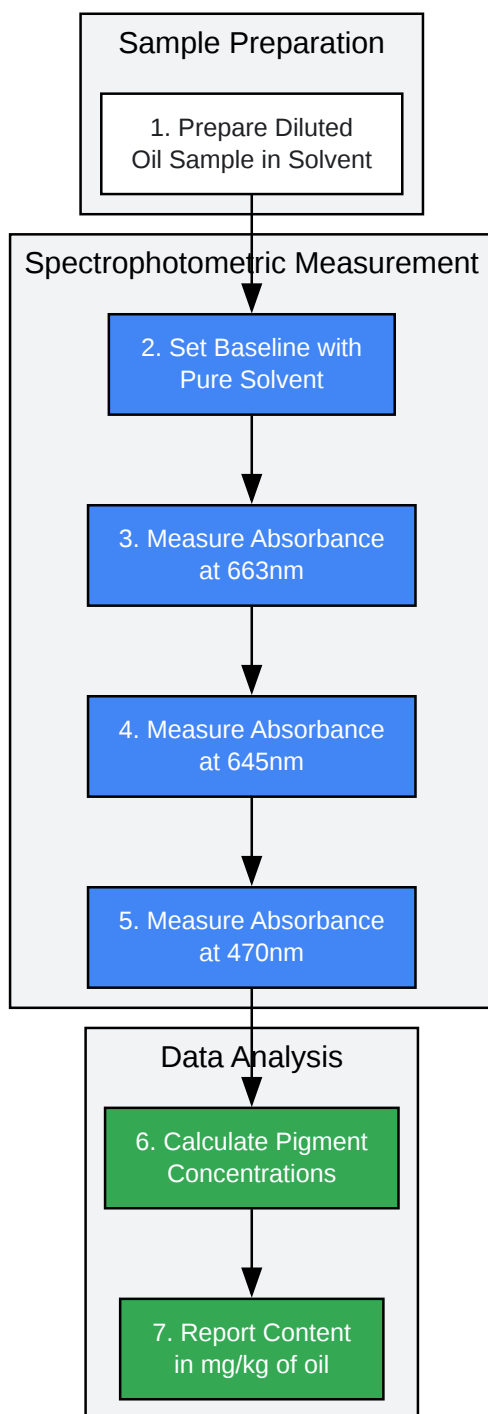 Sample Preparation
1. Prepare Diluted
Oil Sample in Solvent
Spectrophotometric Measurement
2. Set Baseline with
Pure Solvent
3. Measure Absorbance
at 663nm
4. Measure Absorbance
at 645nm
5. Measure Absorbance
at 470nm
Data Analysis
6. Calculate Pigment
Concentrations
7. Report Content
in mg/kg of oil